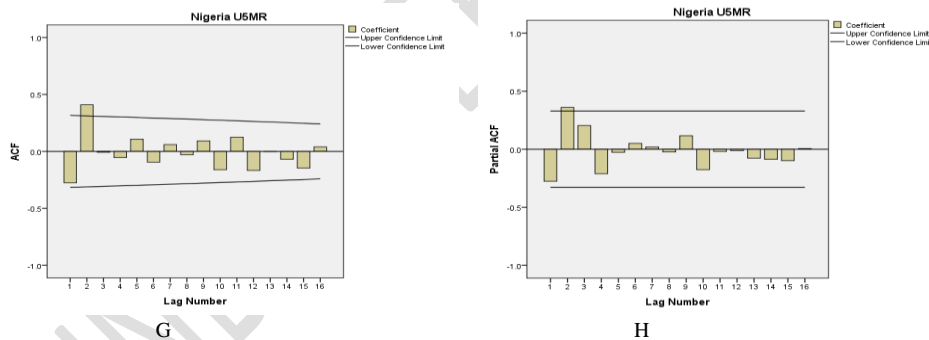 Nigeria U5MR
Coefficient
Upper Confidence Limit
Lower Confidence Limit
1.0
0.5
0.0
-0.5
-1.0
ACF
1 2 3 4 5 6 7 8 9 10 11 12 13 14 15 16
Lag Number
G
Nigeria U5MR
Coefficient
Upper Confidence Limit
Lower Confidence Limit
1.0
0.5
0.0
-0.5
-1.0
Partial ACF
1 2 3 4 5 6 7 8 9 10 11 12 13 14 15 16
Lag Number
H